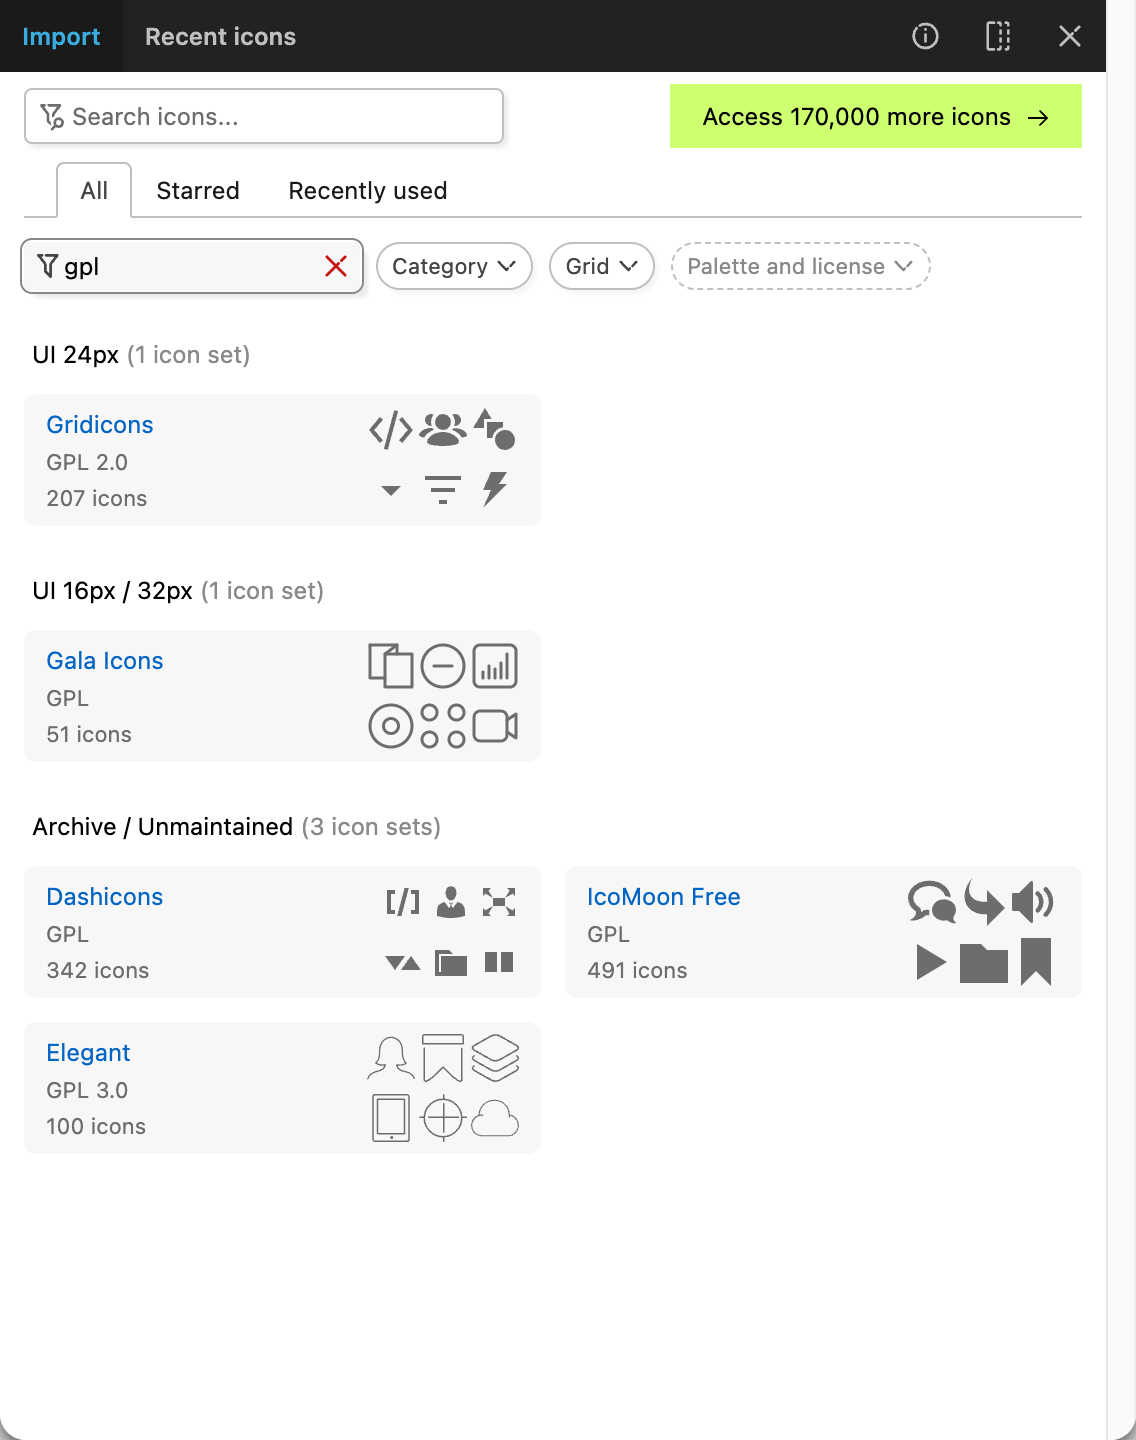 Import
Recent icons
Search icons...
Access 170,000 more icons →
All
Starred
Recently used
gpl
Category
Grid
Palette and license
UI 24px (1 icon set)
Gridicons
GPL 2.0
207 icons
UI 16px / 32px (1 icon set)
Gala Icons
GPL
51 icons
Archive / Unmaintained (3 icon sets)
Dashicons
GPL
342 icons
IcoMoon Free
GPL
491 icons
Elegant
GPL 3.0
100 icons